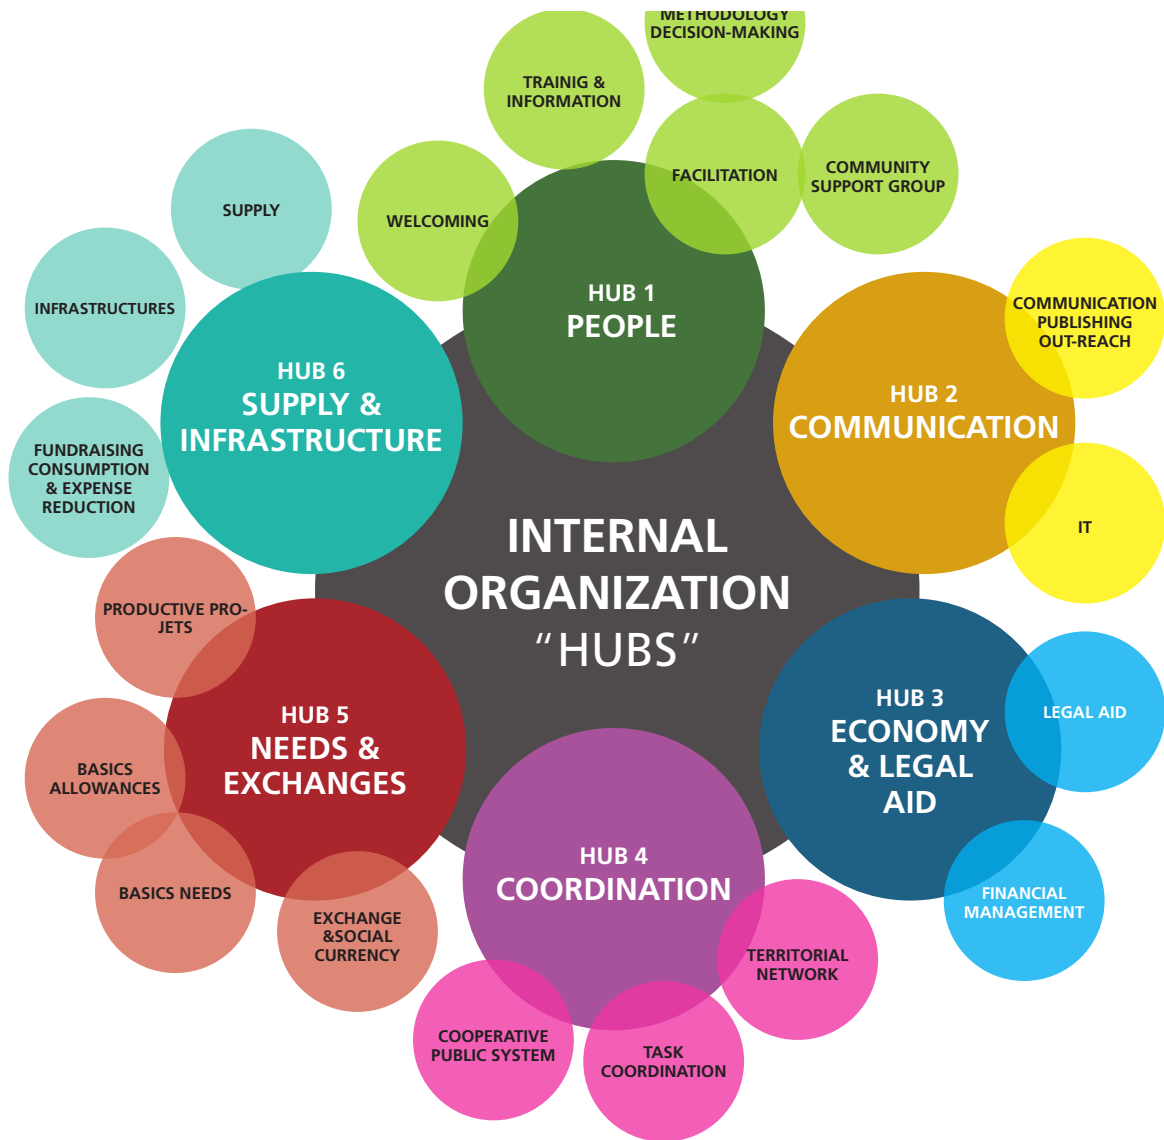 METHODOLOGY
DECISION-MAKING
TRAINIG &
INFORMATION
FACILITATION
COMMUNITY
SUPPORT GROUP
WELCOMING
SUPPLY
INFRASTRUCTURES
FUNDRAISING
CONSUMPTION
& EXPENSE
REDUCTION
HUB 1
PEOPLE
HUB 6
SUPPLY &
INFRASTRUCTURE
HUB 2
COMMUNICATION
COMMUNICATION
PUBLISHING
OUT-REACH
IT
INTERNAL
ORGANIZATION
“HUBS”
PRODUCTIVE PRO-
JETS
HUB 5
NEEDS &
EXCHANGES
BASICS
ALLOWANCES
BASICS NEEDS
EXCHANGE
&SOCIAL
CURRENCY
HUB 3
ECONOMY
& LEGAL
AID
LEGAL AID
FINANCIAL
MANAGEMENT
HUB 4
COORDINATION
TERRITORIAL
NETWORK
COOPERATIVE
PUBLIC SYSTEM
TASK
COORDINATION